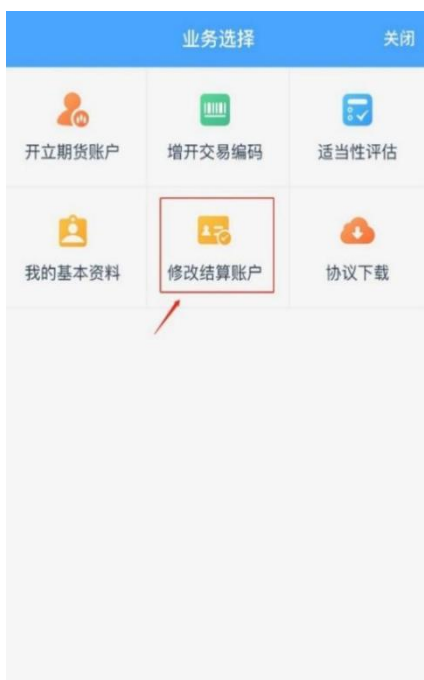 业务选择 关闭
开立期货账户 增开交易编码 适当性评估
我的基本资料 修改结算账户 协议下载